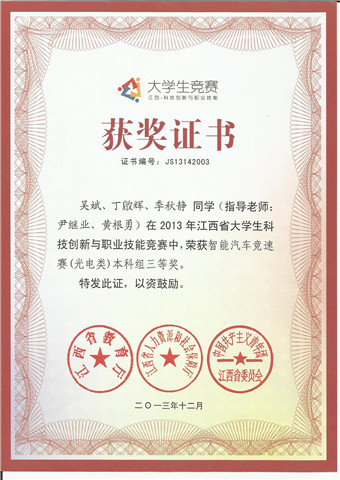 大学生竞赛
江西·科技创新与职业技能
获奖证书
证书编号：JS13142003
吴斌、丁啟辉、季秋静 同学（指导老师：
尹继业、黄根勇）在 2013 年江西省大学生科
技创新与职业技能竞赛中，荣获智能汽车竞速
赛(光电类)本科组三等奖。
特发此证，以资鼓励。
江西省教育厅
江西省人力资源和社会保障厅
中国共产主义青年团
江西省委员会
二〇一三年十二月